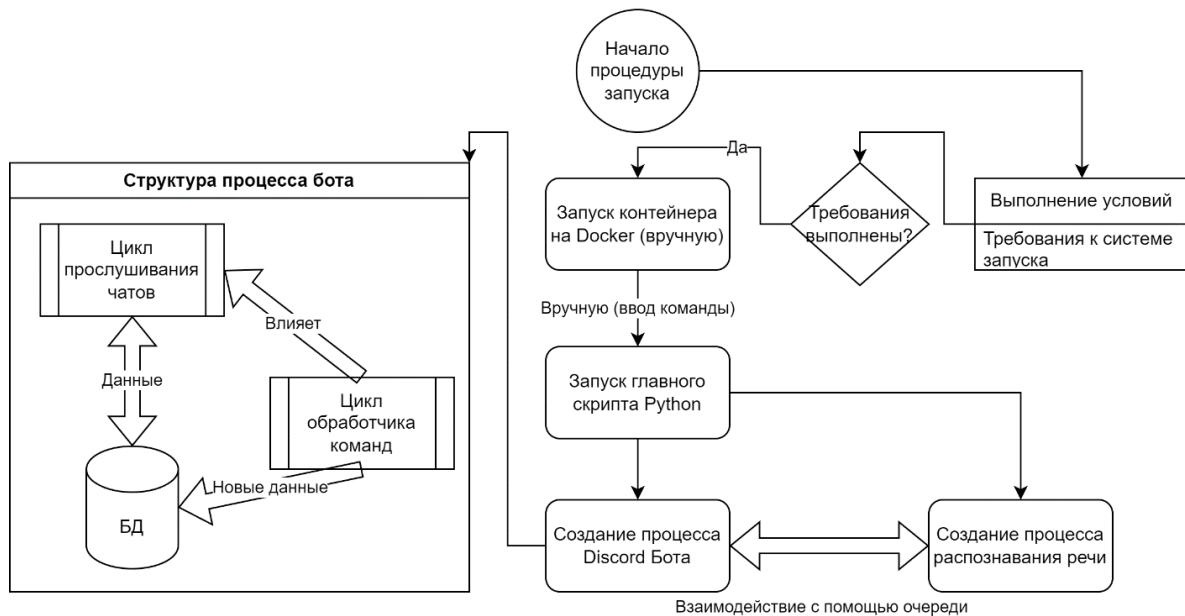 Начало
процедуры
запуска
Да
Запуск контейнера
на Docker (вручную)
Требования
выполнены?
Выполнение условий
Требования к системе
запуска
Структура процесса бота
Цикл
прослушивания
чатов
Влияет
Данные
Цикл
обработчика
команд
Новые данные
БД
Вручную (ввод команды)
Запуск главного
скрипта Python
Создание процесса
Discord Бота
Создание процесса
распознавания речи
Взаимодействие с помощью очереди